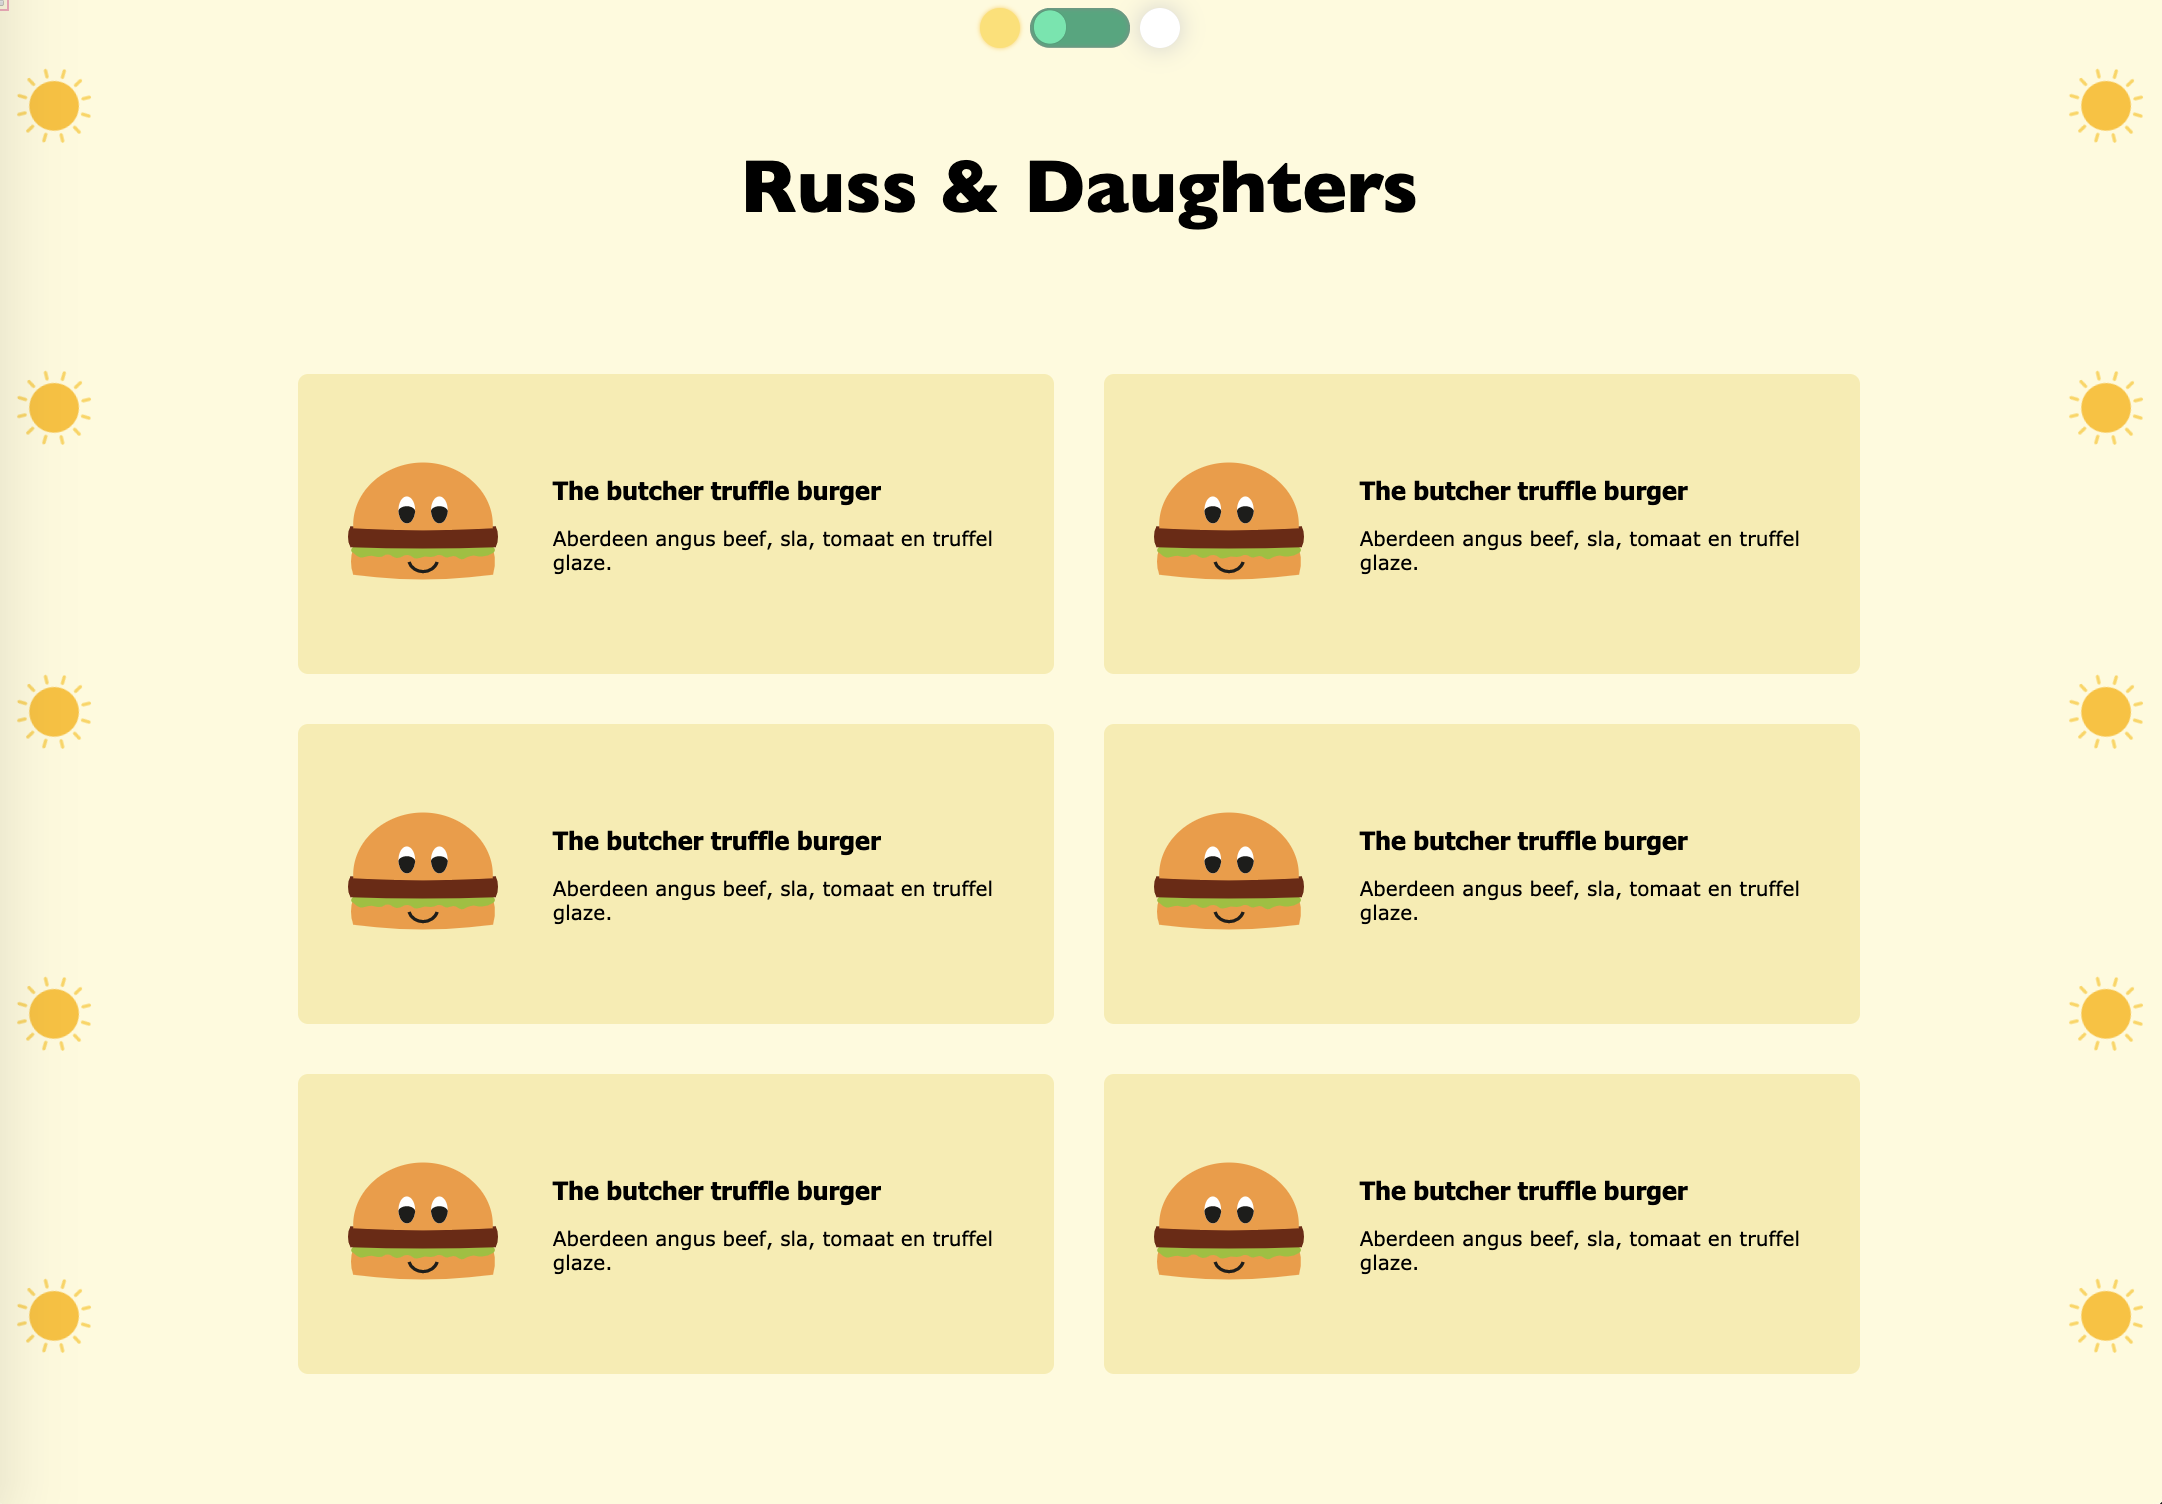 Russ & Daughters
The butcher truffle burger
Aberdeen angus beef, sla, tomaat en truffel
glaze.
The butcher truffle burger
Aberdeen angus beef, sla, tomaat en truffel
glaze.
The butcher truffle burger
Aberdeen angus beef, sla, tomaat en truffel
glaze.
The butcher truffle burger
Aberdeen angus beef, sla, tomaat en truffel
glaze.
The butcher truffle burger
Aberdeen angus beef, sla, tomaat en truffel
glaze.
The butcher truffle burger
Aberdeen angus beef, sla, tomaat en truffel
glaze.